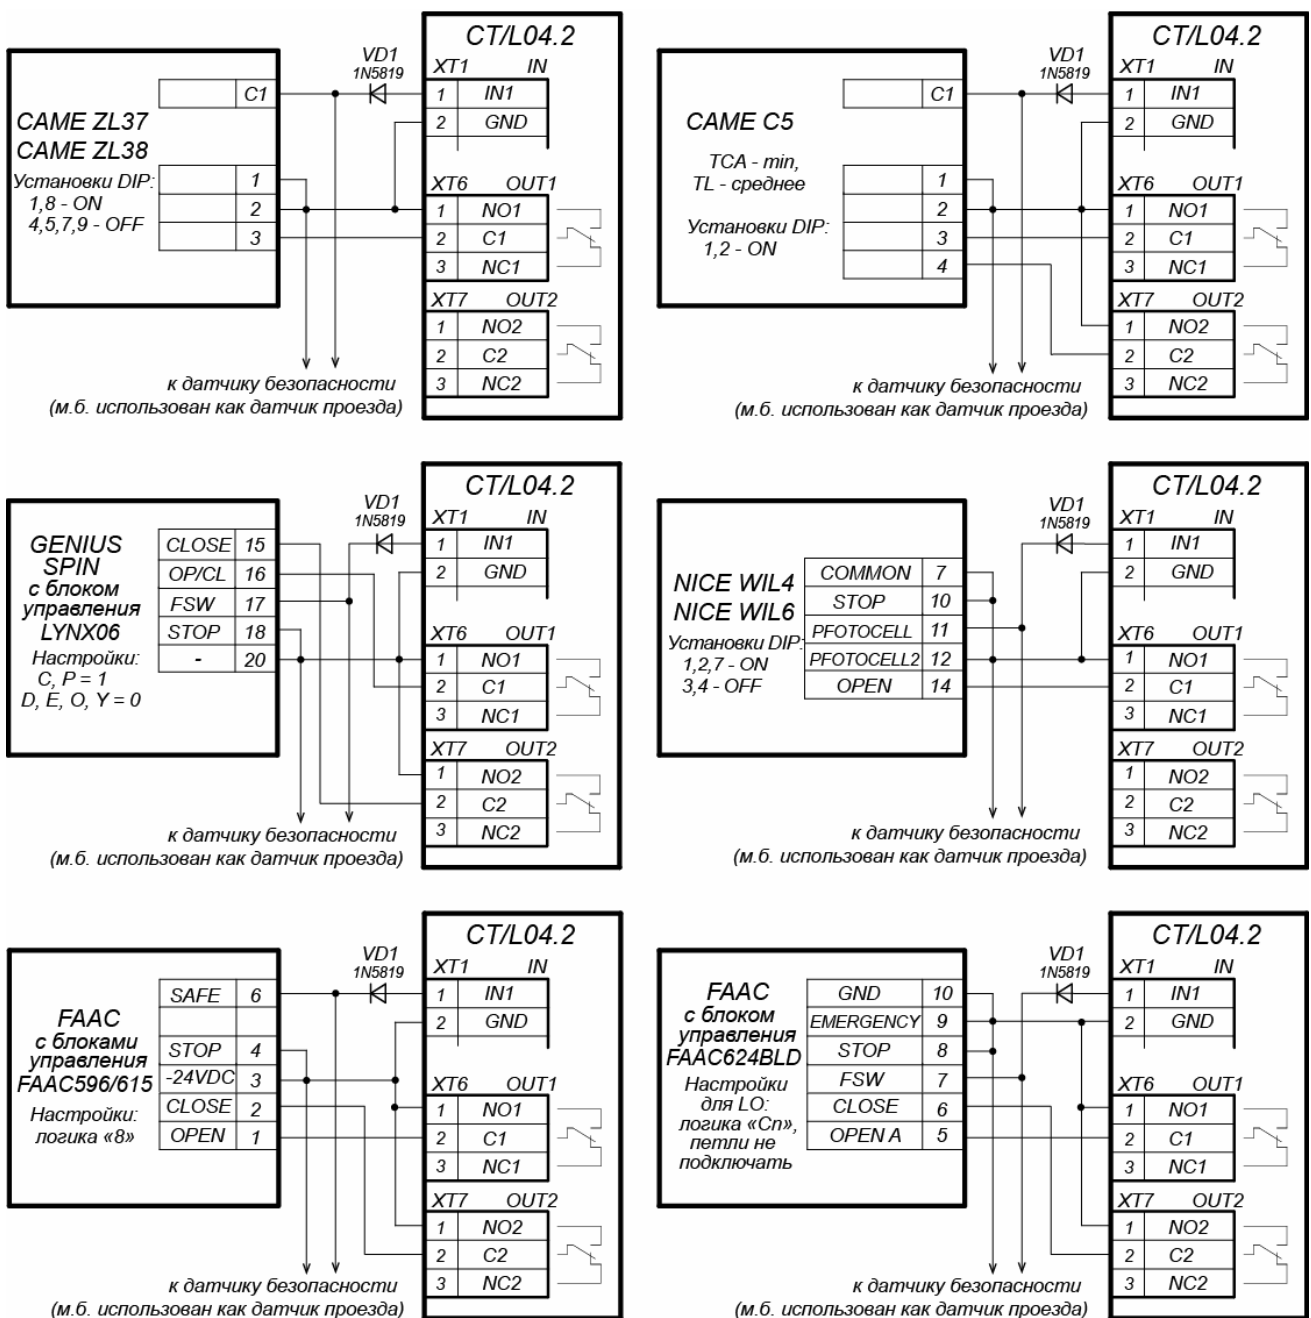 CT/L04.2
VD1
1N5819
XT1 IN
C1
1 IN1
2 GND
CAME ZL37
CAME ZL38
Установки DIP:
1,8 - ON
4,5,7,9 - OFF
1
2
3
XT6 OUT1
1 NO1
2 C1
3 NC1
XT7 OUT2
1 NO2
2 C2
3 NC2
к датчику безопасности
(м.б. использован как датчик проезда)
CT/L04.2
VD1
1N5819
XT1 IN
C1
1 IN1
2 GND
CAME C5
TCA - min,
TL - среднее
Установки DIP:
1,2 - ON
1
2
3
4
XT6 OUT1
1 NO1
2 C1
3 NC1
XT7 OUT2
1 NO2
2 C2
3 NC2
к датчику безопасности
(м.б. использован как датчик проезда)
CT/L04.2
VD1
1N5819
XT1 IN
1 IN1
2 GND
GENIUS
SPIN
с блоком
управления
LYNX06
Настройки:
C, P = 1
D, E, O, Y = 0
CLOSE 15
OP/CL 16
FSW 17
STOP 18
- 20
XT6 OUT1
1 NO1
2 C1
3 NC1
XT7 OUT2
1 NO2
2 C2
3 NC2
к датчику безопасности
(м.б. использован как датчик проезда)
CT/L04.2
VD1
1N5819
XT1 IN
1 IN1
2 GND
NICE WIL4
NICE WIL6
Установки DIP:
1,2,7 - ON
3,4 - OFF
COMMON 7
STOP 10
PFOTOCELL 11
PFOTOCELL2 12
OPEN 14
XT6 OUT1
1 NO1
2 C1
3 NC1
XT7 OUT2
1 NO2
2 C2
3 NC2
к датчику безопасности
(м.б. использован как датчик проезда)
CT/L04.2
VD1
1N5819
XT1 IN
1 IN1
2 GND
FAAC
с блоками
управления
FAAC596/615
Настройки:
логика «8»
SAFE 6
STOP 4
-24VDC 3
CLOSE 2
OPEN 1
XT6 OUT1
1 NO1
2 C1
3 NC1
XT7 OUT2
1 NO2
2 C2
3 NC2
к датчику безопасности
(м.б. использован как датчик проезда)
CT/L04.2
VD1
1N5819
XT1 IN
1 IN1
2 GND
FAAC
с блоком
управления
FAAC624BLD
Настройки
для LO:
логика «Cn»,
петли не
подключать
GND 10
EMERGENCY 9
STOP 8
FSW 7
CLOSE 6
OPEN A 5
XT6 OUT1
1 NO1
2 C1
3 NC1
XT7 OUT2
1 NO2
2 C2
3 NC2
к датчику безопасности
(м.б. использован как датчик проезда)